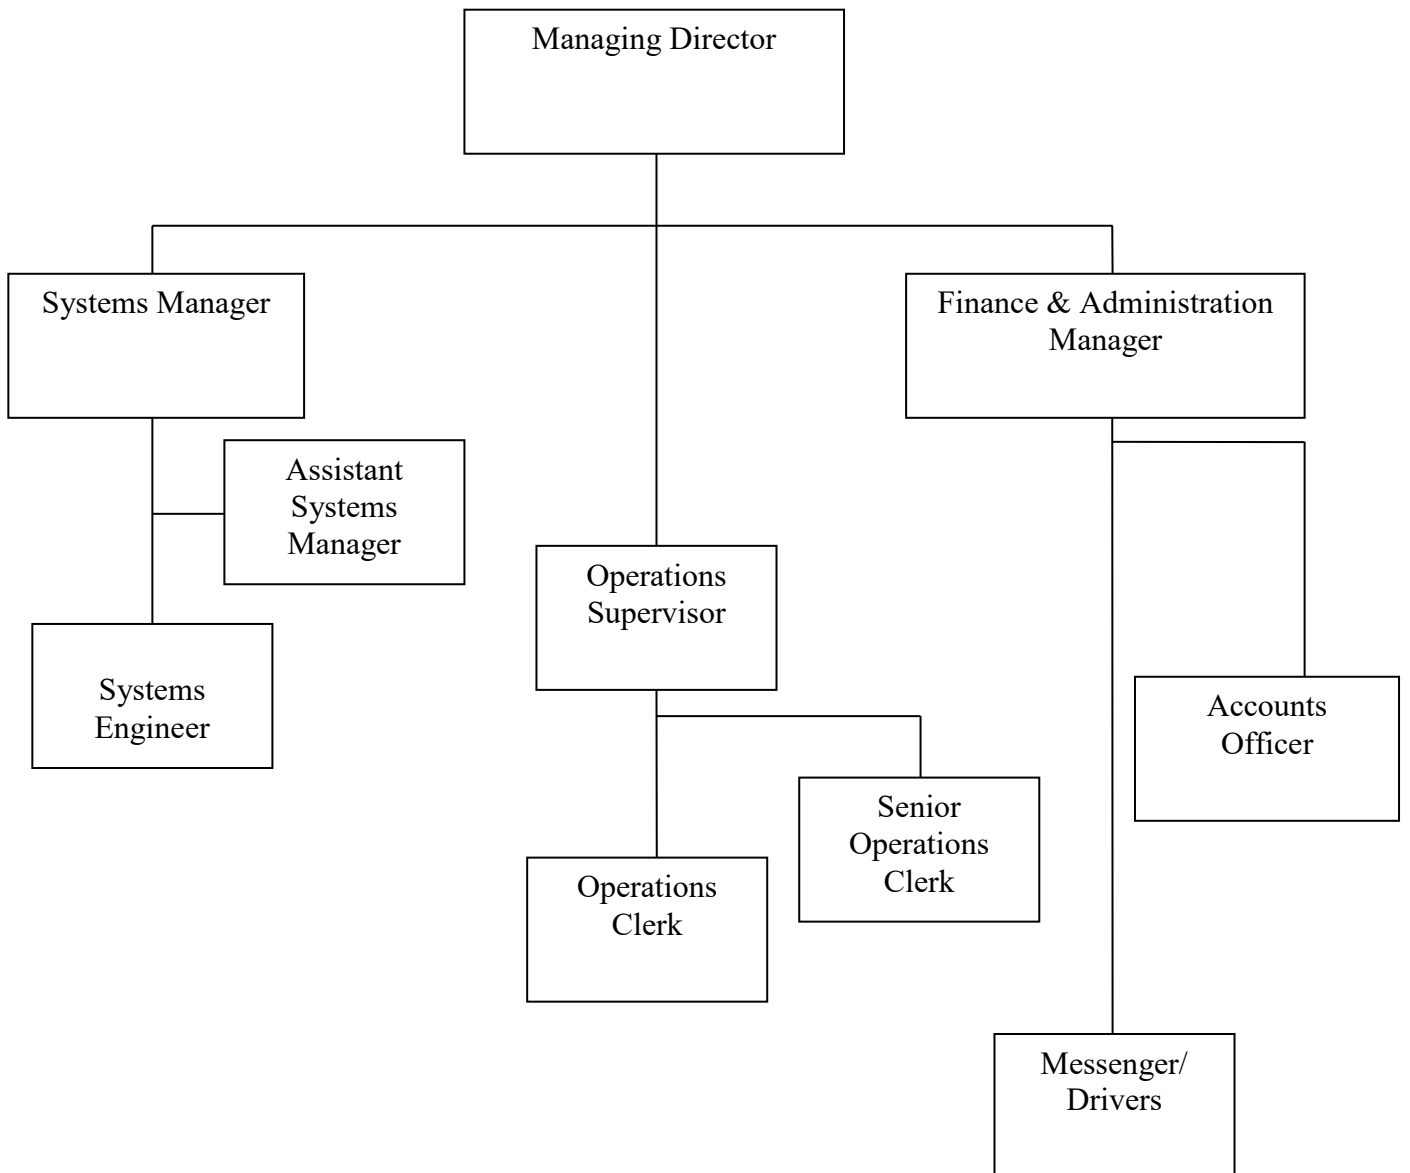 Managing Director
Systems Manager
Finance & Administration
Manager
Assistant
Systems
Manager
Operations
Supervisor
Systems
Engineer
Accounts
Officer
Senior
Operations
Clerk
Operations
Clerk
Messenger/
Drivers